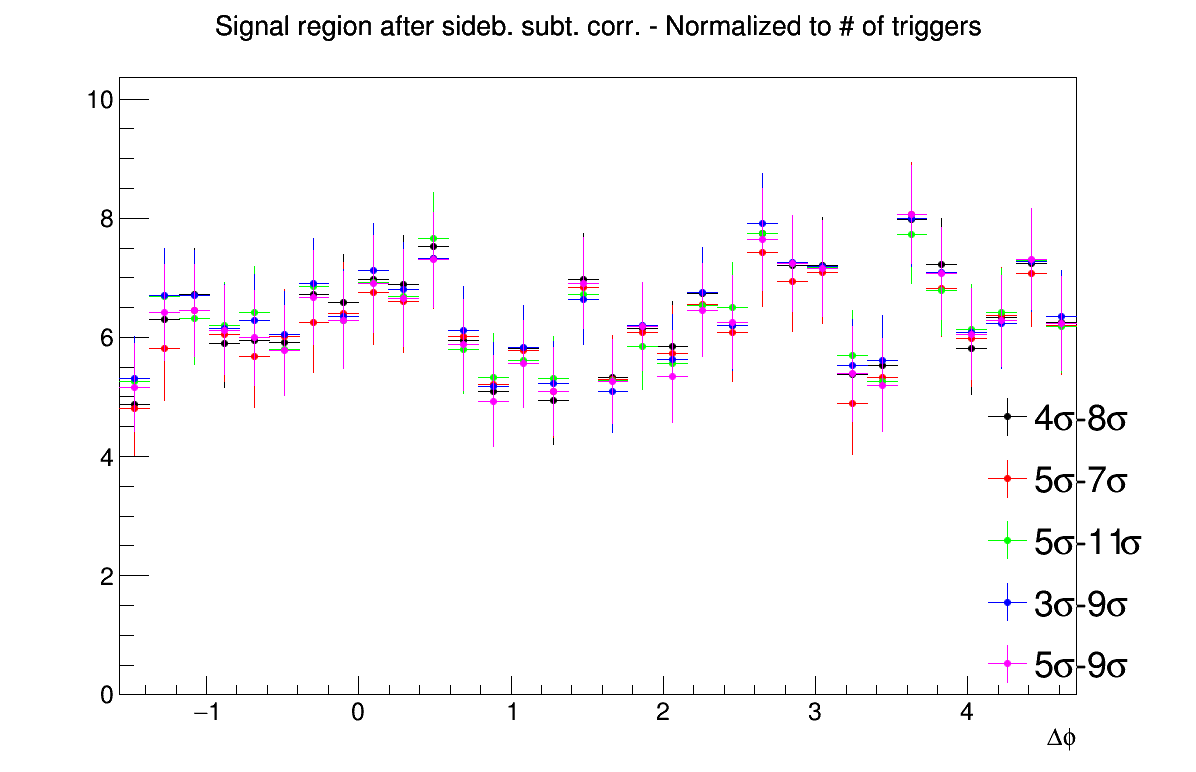 Signal region after sideb. subt. corr. - Normalized to # of triggers
10
8
6
4
2
0
−1
0
1
2
3
4
Δϕ
4σ-8σ
5σ-7σ
5σ-11σ
3σ-9σ
5σ-9σ